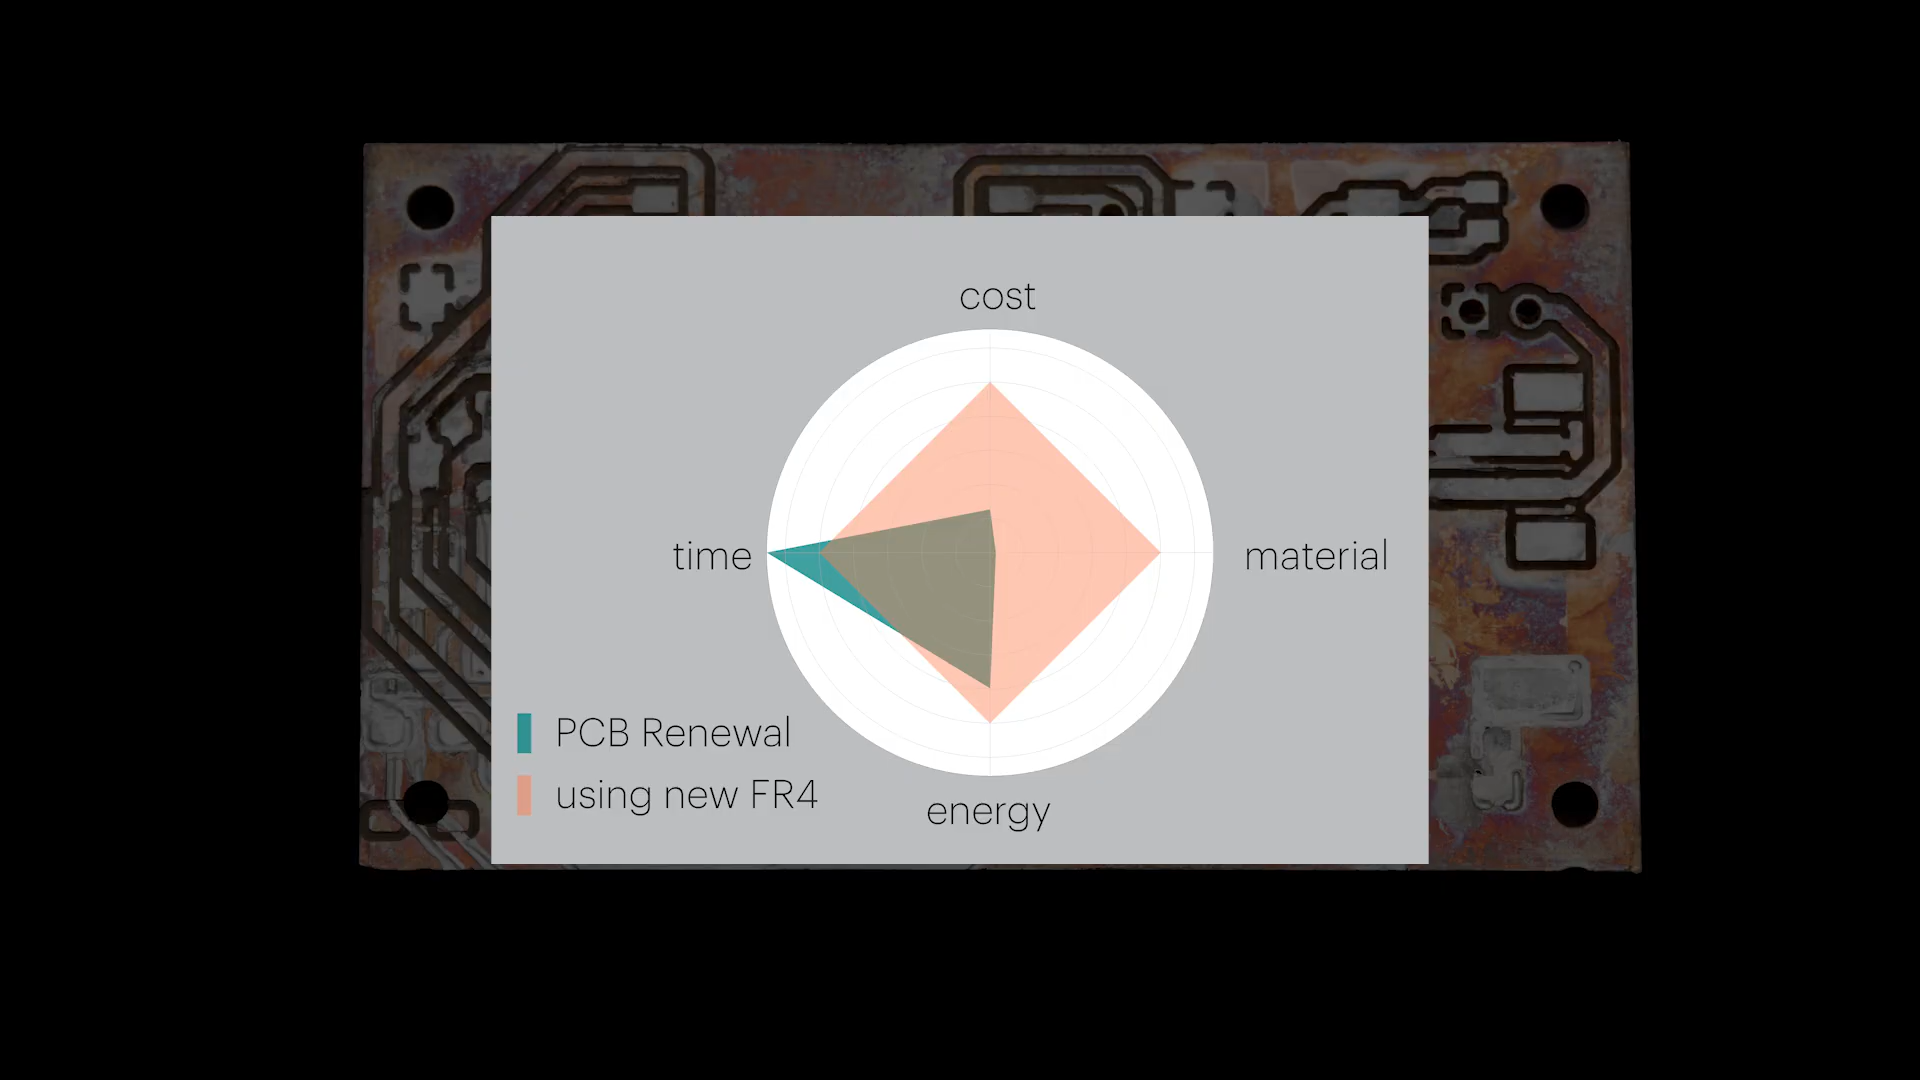 cost
time
material
PCB Renewal
using new FR4
energy